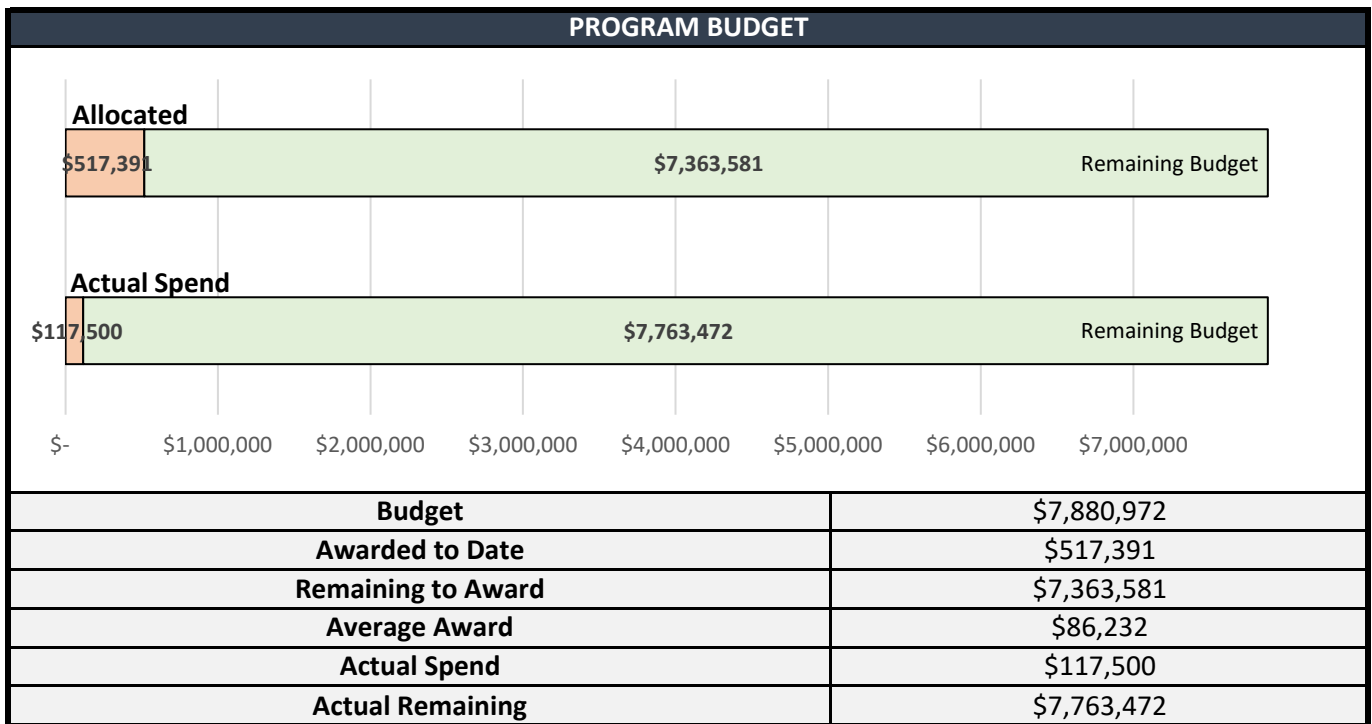 PROGRAM BUDGET
Allocated
$517,391 $7,363,581 Remaining Budget
Actual Spend
$117,500 $7,763,472 Remaining Budget
$- $1,000,000 $2,000,000 $3,000,000 $4,000,000 $5,000,000 $6,000,000 $7,000,000
Budget $7,880,972
Awarded to Date $517,391
Remaining to Award $7,363,581
Average Award $86,232
Actual Spend $117,500
Actual Remaining $7,763,472